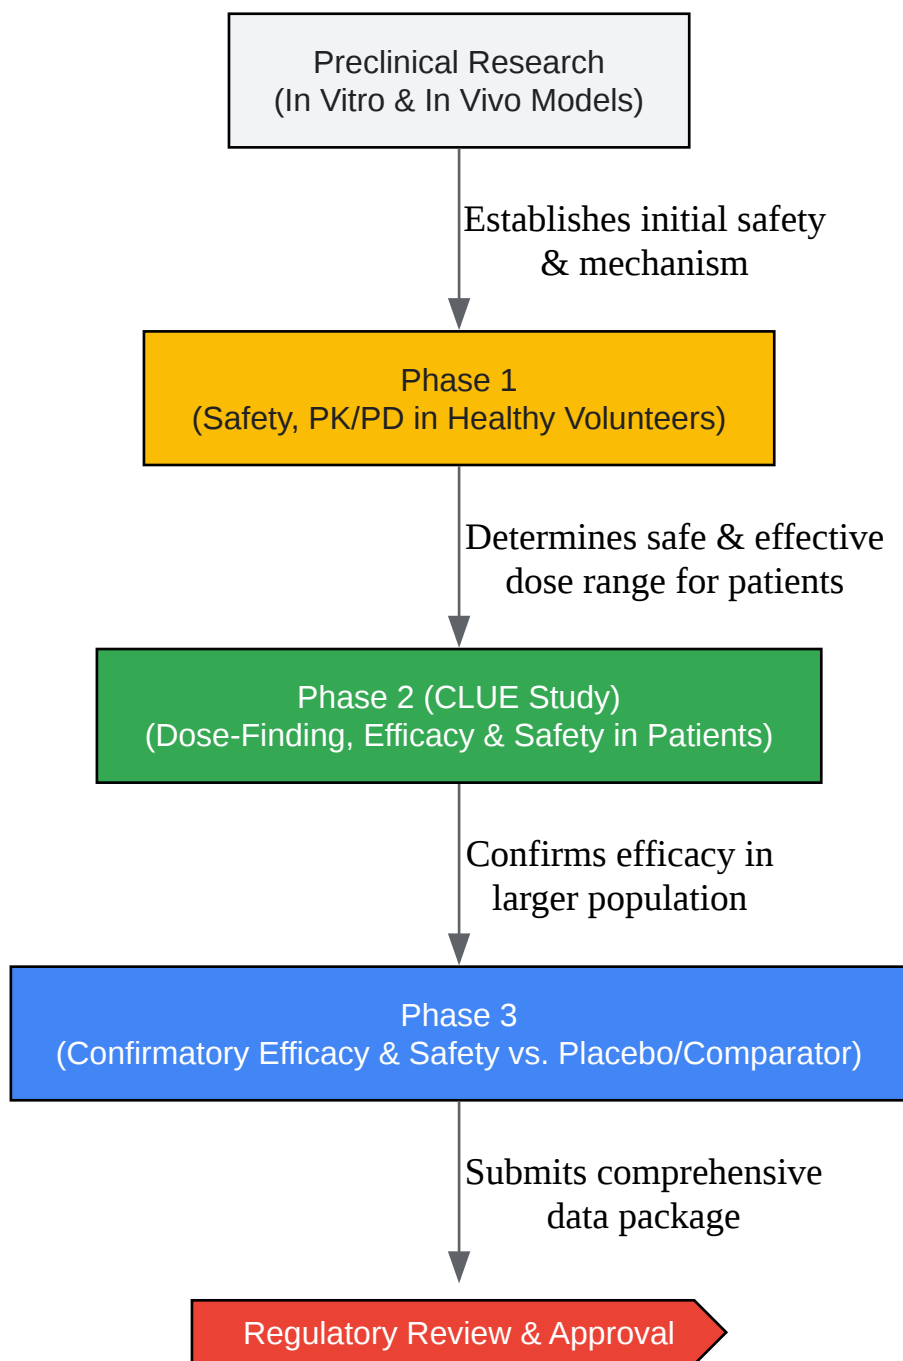 Preclinical Research
(In Vitro & In Vivo Models)
Establishes initial safety
& mechanism
Phase 1
(Safety, PK/PD in Healthy Volunteers)
Determines safe & effective
dose range for patients
Phase 2 (CLUE Study)
(Dose-Finding, Efficacy & Safety in Patients)
Confirms efficacy in
larger population
Phase 3
(Confirmatory Efficacy & Safety vs. Placebo/Comparator)
Submits comprehensive
data package
Regulatory Review & Approval